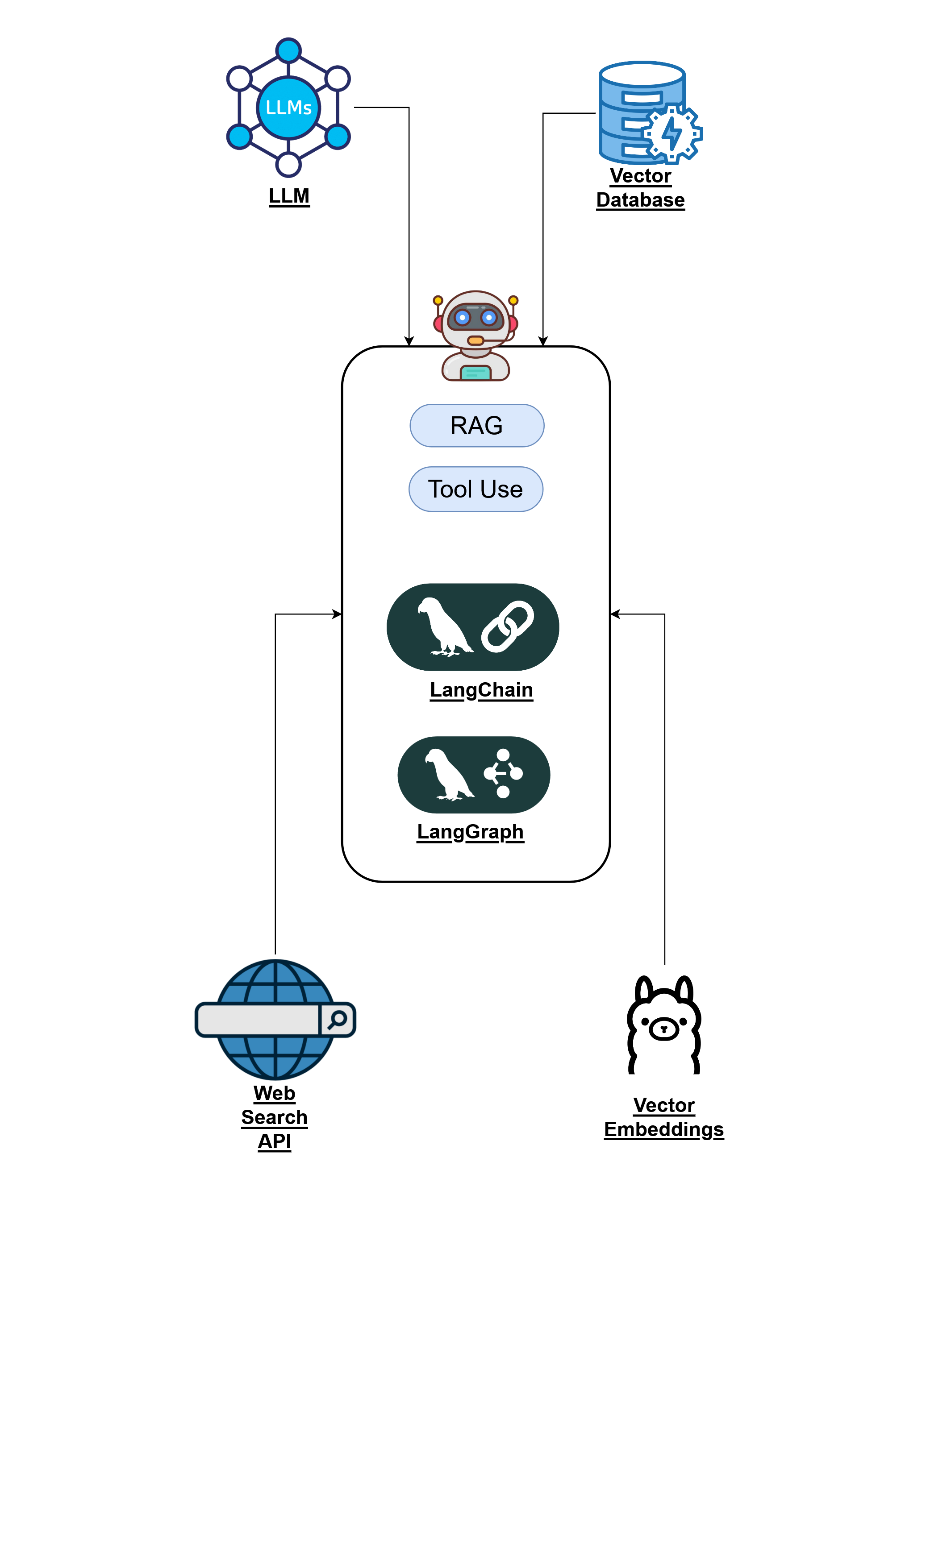 LLMs
LLM
Vector
Database
RAG
Tool Use
LangChain
LangGraph
Web
Search
API
Vector
Embeddings